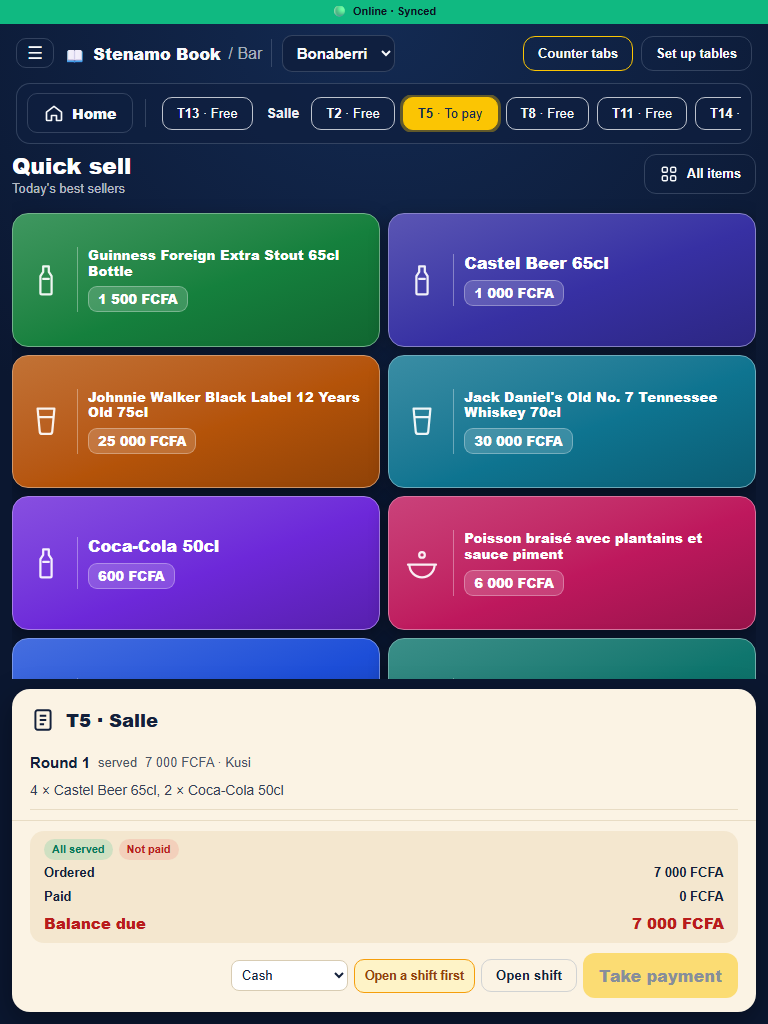 Online · Synced
Stenamo Book / Bar
Bonaberri
Counter tabs
Set up tables
Home
T13 · Free
Salle
T2 · Free
T5 · To pay
T8 · Free
T11 · Free
T14 ·
Quick sell
Today's best sellers
All items
Guinness Foreign Extra Stout 65cl
Bottle
1 500 FCFA
Castel Beer 65cl
1 000 FCFA
Johnnie Walker Black Label 12 Years
Old 75cl
25 000 FCFA
Jack Daniel's Old No. 7 Tennessee
Whiskey 70cl
30 000 FCFA
Coca-Cola 50cl
600 FCFA
Poisson braisé avec plantains et
sauce piment
6 000 FCFA
T5 · Salle
Round 1 served 7 000 FCFA · Kusi
4 × Castel Beer 65cl, 2 × Coca-Cola 50cl
All served
Not paid
Ordered 7 000 FCFA
Paid 0 FCFA
Balance due 7 000 FCFA
Cash
Open a shift first
Open shift
Take payment